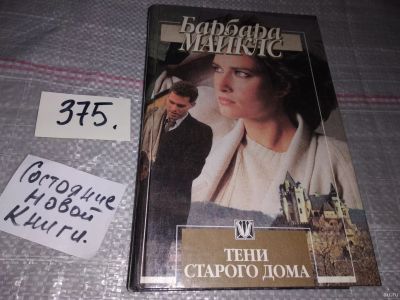 Барбара
МАЙКЛС
375.
Состояние
новой
книги.
ТЕНИ
СТАРОГО ДОМА